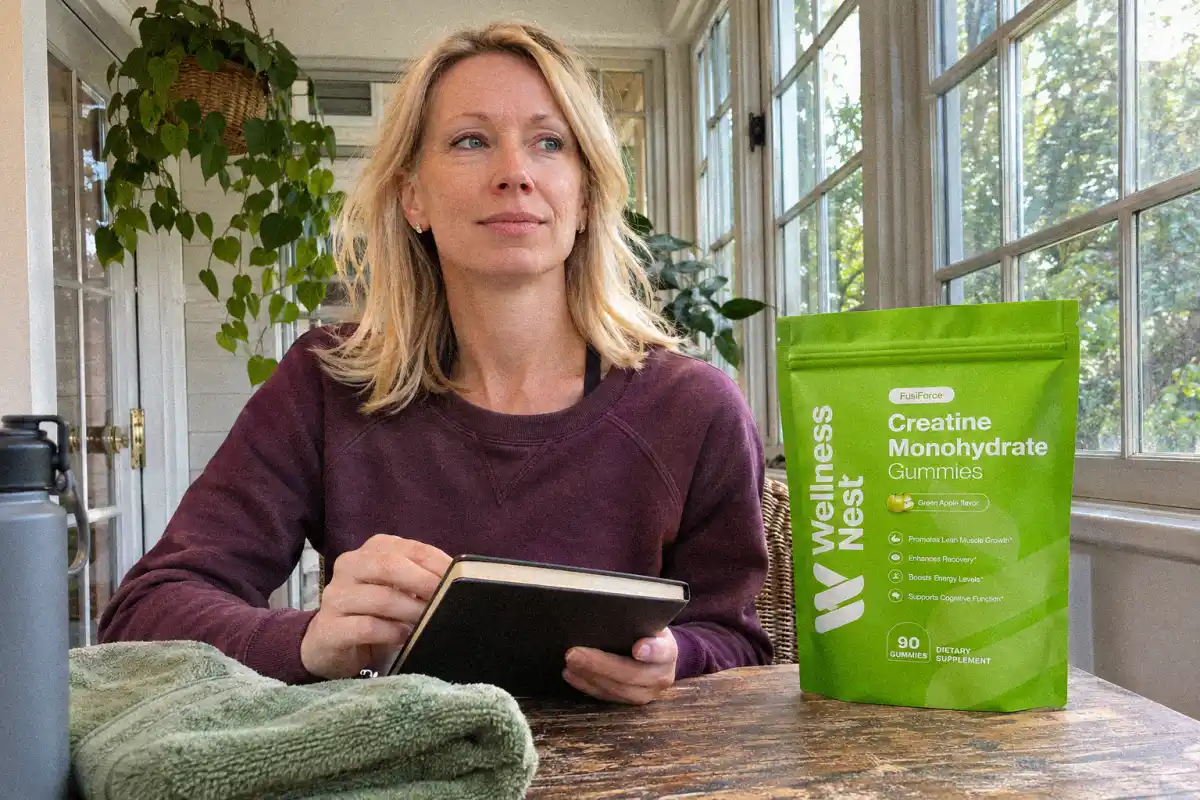 Wellness
Nest
FusiForce
Creatine
Monohydrate
Gummies
Green Apple flavor
Promotes Lean Muscle Growth*
Enhances Recovery*
Boosts Energy Levels*
Supports Cognitive Function*
90
GUMMIES
DIETARY
SUPPLEMENT